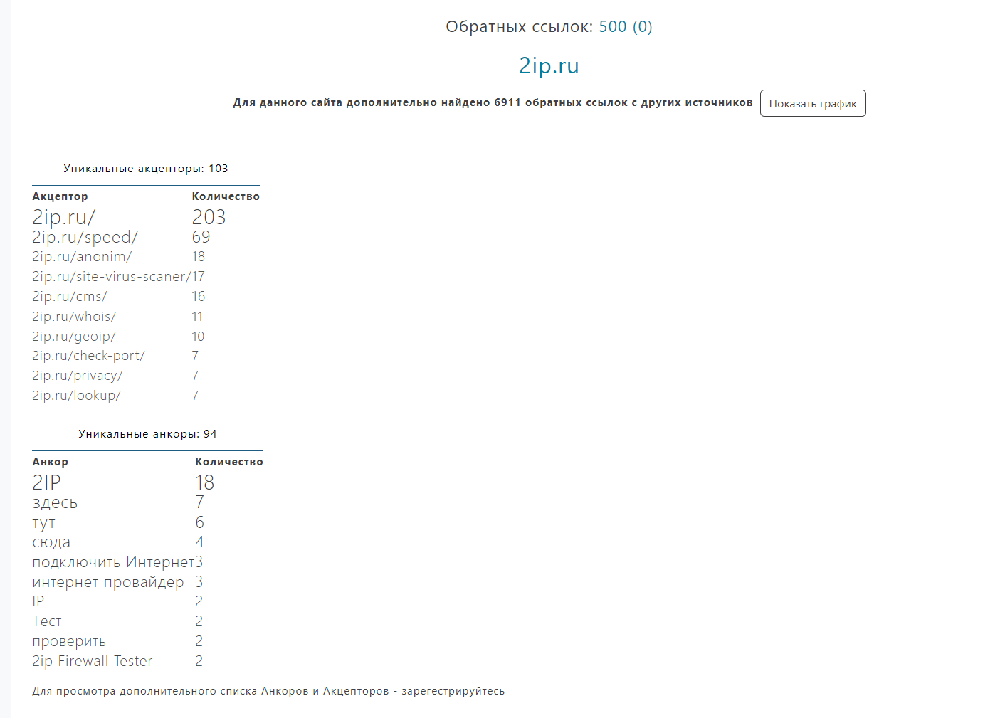 Обратных ссылок: 500 (0)
2ip.ru
Для данного сайта дополнительно найдено 6911 обратных ссылок с других источников Показать график
Уникальные акцепторы: 103
Акцептор Количество
2ip.ru/ 203
2ip.ru/speed/ 69
2ip.ru/anonim/ 18
2ip.ru/site-virus-scaner/ 17
2ip.ru/cms/ 16
2ip.ru/whois/ 11
2ip.ru/geoip/ 10
2ip.ru/check-port/ 7
2ip.ru/privacy/ 7
2ip.ru/lookup/ 7
Уникальные анкоры: 94
Анкор Количество
2IP 18
здесь 7
тут 6
сюда 4
подключить Интернет 3
интернет провайдер 3
IP 2
Тест 2
проверить 2
2ip Firewall Tester 2
Для просмотра дополнительного списка Анкоров и Акцепторов - зарегестрируйтесь